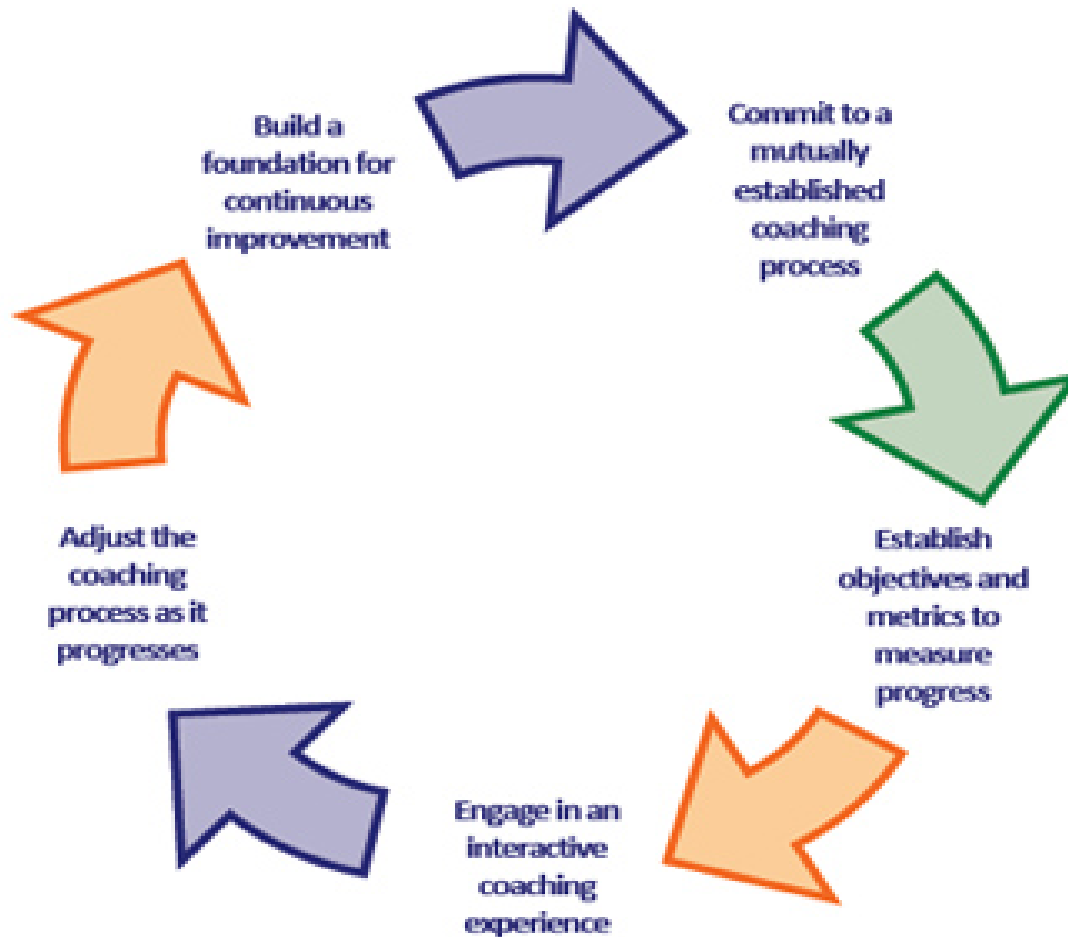 Build a
foundation for
continuous
improvement
Commit to a
mutually
established
coaching
process
Establish
objectives and
metrics to
measure
progress
Engage in an
interactive
coaching
experience
Adjust the
coaching
process as it
progresses